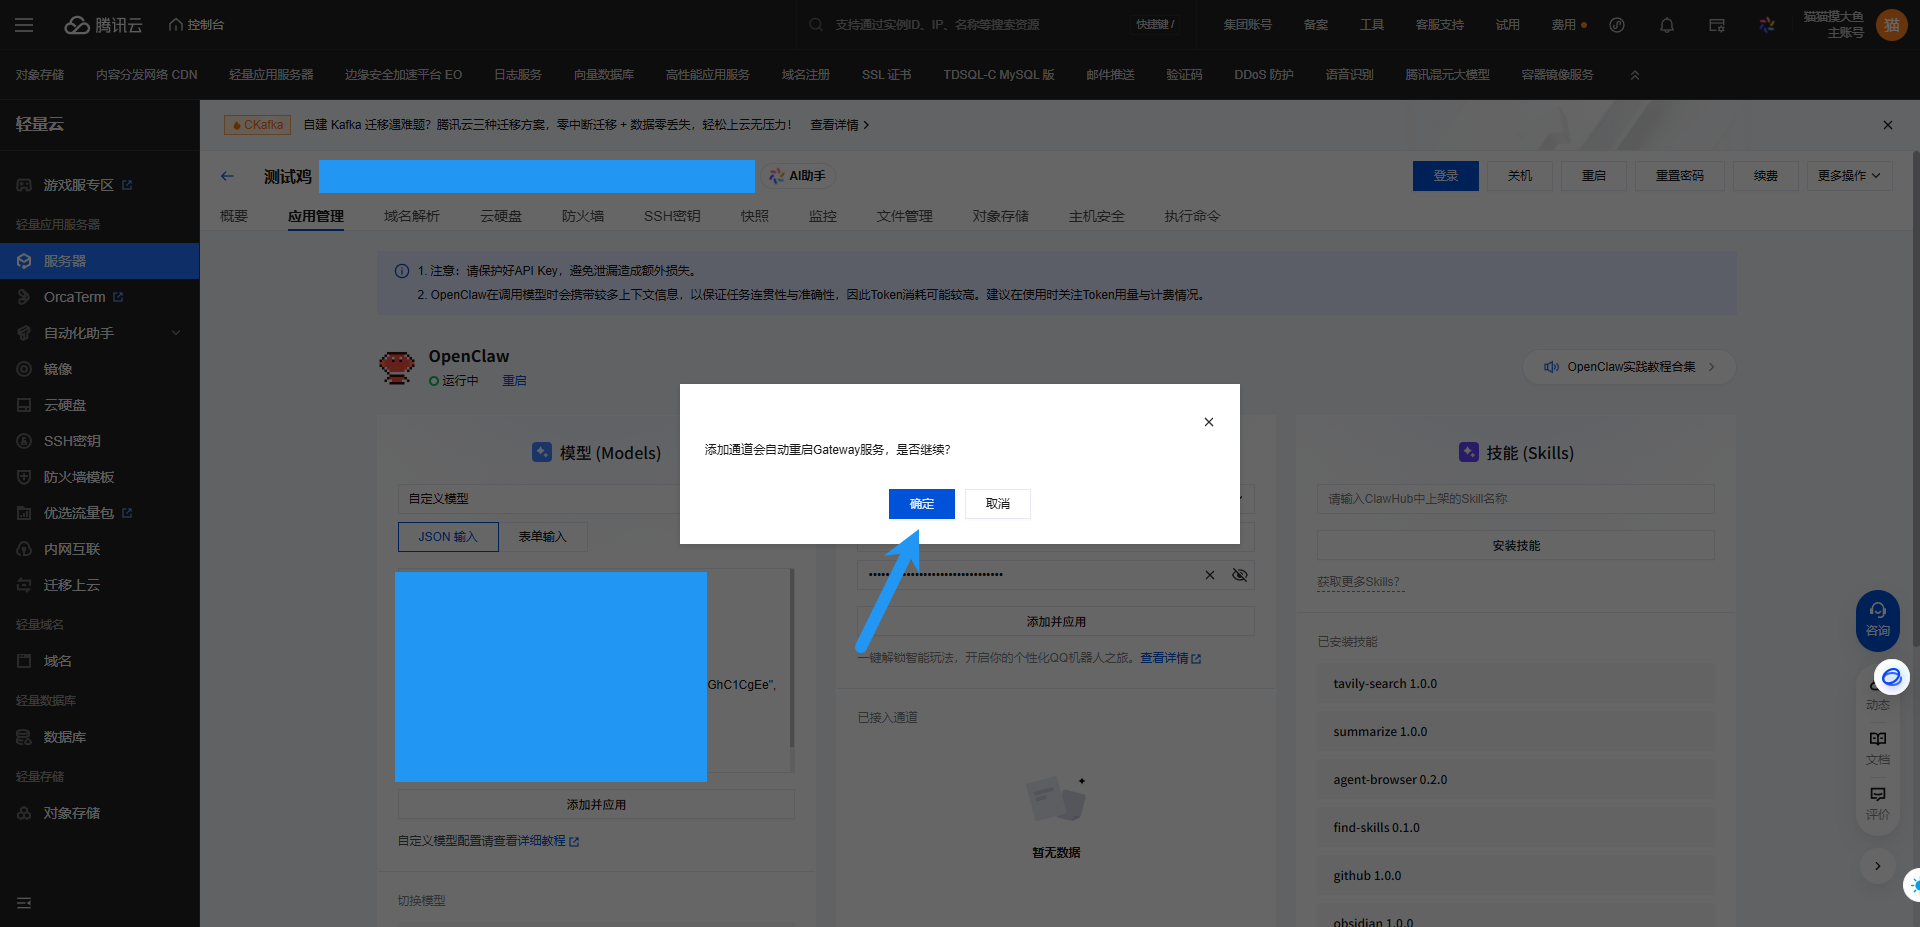 腾讯云
控制台
支持通过实例ID、IP、名称等搜索资源
快捷键 /
集团账号
备案
工具
客服支持
试用
费用
猫猫摸大鱼
主账号
猫
对象存储
内容分发网络 CDN
轻量应用服务器
边缘安全加速平台 EO
日志服务
向量数据库
高性能应用服务
域名注册
SSL 证书
TDSQL-C MySQL 版
邮件推送
验证码
DDoS 防护
语音识别
腾讯混元大模型
容器镜像服务
轻量云
游戏服专区
轻量应用服务器
服务器
OrcaTerm
自动化助手
镜像
云硬盘
SSH密钥
防火墙模板
优选流量包
内网互联
迁移上云
轻量域名
域名
轻量数据库
数据库
轻量存储
对象存储
CKafka
自建 Kafka 迁移遇难题？腾讯云三种迁移方案，零中断迁移 + 数据零丢失，轻松上云无压力！
查看详情
测试鸡
AI助手
登录
关机
重启
重置密码
续费
更多操作
概要
应用管理
域名解析
云硬盘
防火墙
SSH密钥
快照
监控
文件管理
对象存储
主机安全
执行命令
1. 注意：请保护好API Key，避免泄漏造成额外损失。
2. OpenClaw在调用模型时会携带较多上下文信息，以保证任务连贯性与准确性，因此Token消耗可能较高。建议在使用时关注Token用量与计费情况。
OpenClaw
运行中
重启
OpenClaw实践教程合集
模型 (Models)
自定义模型
JSON 输入
表单输入
GhC1CgEe",
添加并应用
自定义模型配置请查看详细教程
切换模型
添加通道会自动重启Gateway服务，是否继续？
确定
取消
添加并应用
一键解锁智能玩法，开启你的个性化QQ机器人之旅。查看详情
已接入通道
暂无数据
技能 (Skills)
请输入ClawHub中上架的Skill名称
安装技能
获取更多Skills？
已安装技能
tavily-search 1.0.0
summarize 1.0.0
agent-browser 0.2.0
find-skills 0.1.0
github 1.0.0
obsidian 1.0.0
咨询
动态
文档
评价